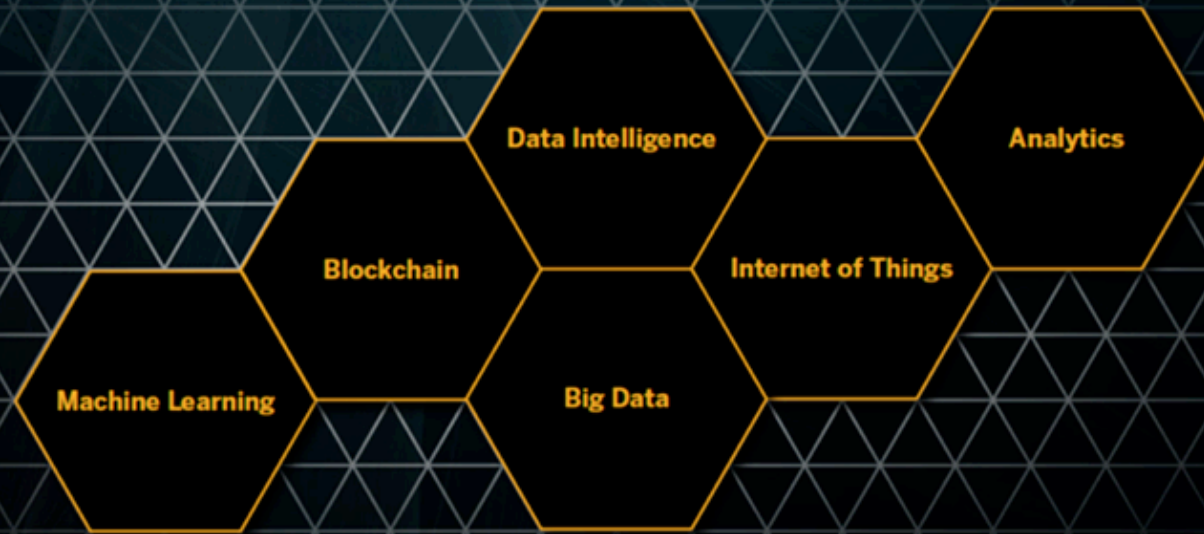 Data Intelligence
Analytics
Blockchain
Internet of Things
Machine Learning
Big Data